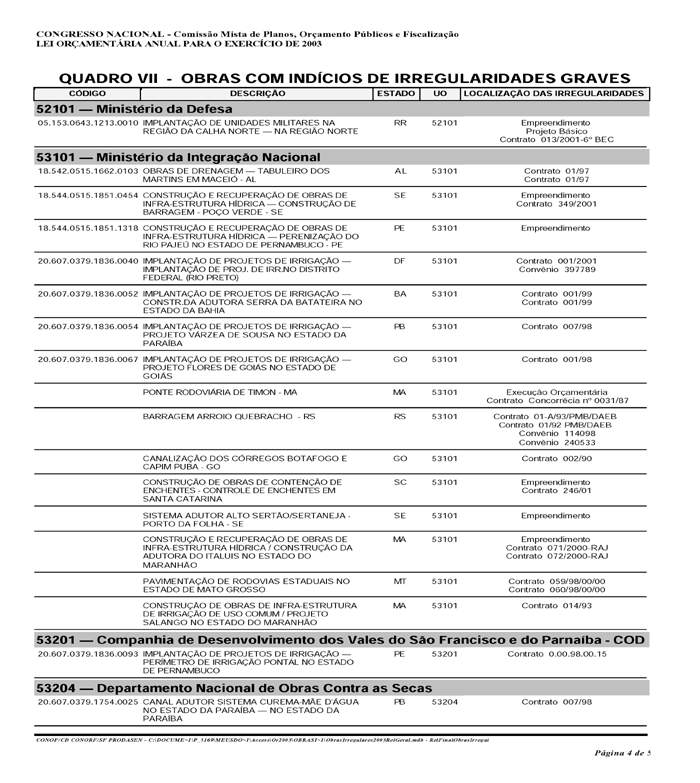 CONGRESSO NACIONAL - Comissão Mista de Planos, Orçamento Públicos e Fiscalização
LEI ORÇAMENTÁRIA ANUAL PARA O EXERCÍCIO DE 2003
QUADRO VII - OBRAS COM INDÍCIOS DE IRREGULARIDADES GRAVES
CÓDIGO DESCRIÇÃO ESTADO UO LOCALIZAÇÃO DAS IRREGULARIDADES
52101 — Ministério da Defesa
05.153.0643.1213.0010 IMPLANTAÇÃO DE UNIDADES MILITARES NA RR 52101 Empreendimento
REGIÃO DA CALHA NORTE — NA REGIÃO NORTE Projeto Básico
Contrato 013/2001-6º BEC
53101 — Ministério da Integração Nacional
18.542.0515.1662.0103 OBRAS DE DRENAGEM — TABULEIRO DOS AL 53101 Contrato 01/97
MARTINS EM MACEIÓ - AL Contrato 01/97
18.544.0515.1851.0454 CONSTRUÇÃO E RECUPERAÇÃO DE OBRAS DE SE 53101 Empreendimento
INFRA-ESTRUTURA HÍDRICA — CONSTRUÇÃO DE Contrato 349/2001
BARRAGEM - POÇO VERDE - SE
18.544.0515.1851.1318 CONSTRUÇÃO E RECUPERAÇÃO DE OBRAS DE PE 53101 Empreendimento
INFRA-ESTRUTURA HÍDRICA — PERENIZAÇÃO DO
RIO PAJEÚ NO ESTADO DE PERNAMBUCO - PE
20.607.0379.1836.0040 IMPLANTAÇÃO DE PROJETOS DE IRRIGAÇÃO — DF 53101 Contrato 001/2001
IMPLANTAÇÃO DE PROJ. DE IRR.NO DISTRITO Convênio 397789
FEDERAL (RIO PRETO)
20.607.0379.1836.0052 IMPLANTAÇÃO DE PROJETOS DE IRRIGAÇÃO — BA 53101 Contrato 001/99
CONSTR.DA ADUTORA SERRA DA BATATEIRA NO Contrato 001/99
ESTADO DA BAHIA
20.607.0379.1836.0054 IMPLANTAÇÃO DE PROJETOS DE IRRIGAÇÃO — PB 53101 Contrato 007/98
PROJETO VÁRZEA DE SOUSA NO ESTADO DA
PARAÍBA
20.607.0379.1836.0067 IMPLANTAÇÃO DE PROJETOS DE IRRIGAÇÃO — GO 53101 Contrato 001/98
PROJETO FLORES DE GOIÁS NO ESTADO DE
GOIÁS
PONTE RODOVIÁRIA DE TIMON - MA MA 53101 Execução Orçamentária
Contrato Concorrécia nº 0031/87
BARRAGEM ARROIO QUEBRACHO - RS RS 53101 Contrato 01-A/93/PMB/DAEB
Contrato 01/92 PMB/DAEB
Convênio 114098
Convênio 240533
CANALIZAÇÃO DOS CÓRREGOS BOTAFOGO E GO 53101 Contrato 002/90
CAPIM PUBA - GO
CONSTRUÇÃO DE OBRAS DE CONTENÇÃO DE SC 53101 Empreendimento
ENCHENTES - CONTROLE DE ENCHENTES EM Contrato 246/01
SANTA CATARINA
SISTEMA ADUTOR ALTO SERTÃO/SERTANEJA - SE 53101 Empreendimento
PORTO DA FOLHA - SE
CONSTRUÇÃO E RECUPERAÇÃO DE OBRAS DE MA 53101 Empreendimento
INFRA-ESTRUTURA HÍDRICA / CONSTRUÇÃO DA Contrato 071/2000-RAJ
ADUTORA DO ITALUIS NO ESTADO DO Contrato 072/2000-RAJ
MARANHÃO
PAVIMENTAÇÃO DE RODOVIAS ESTADUAIS NO MT 53101 Contrato 059/98/00/00
ESTADO DE MATO GROSSO Contrato 060/98/00/00
CONSTRUÇÃO DE OBRAS DE INFRA-ESTRUTURA MA 53101 Contrato 014/93
DE IRRIGAÇÃO DE USO COMUM / PROJETO
SALANGO NO ESTADO DO MARANHÃO
53201 — Companhia de Desenvolvimento dos Vales do São Francisco e do Parnaíba - COD
20.607.0379.1836.0093 IMPLANTAÇÃO DE PROJETOS DE IRRIGAÇÃO — PE 53201 Contrato 0.00.98.00.15
PERÍMETRO DE IRRIGAÇÃO PONTAL NO ESTADO
DE PERNAMBUCO
53204 — Departamento Nacional de Obras Contra as Secas
20.607.0379.1754.0025 CANAL ADUTOR SISTEMA CUREMA-MÃE D'ÁGUA PB 53204 Contrato 007/98
NO ESTADO DA PARAÍBA — NO ESTADO DA
PARAÍBA
Página 4 de 5